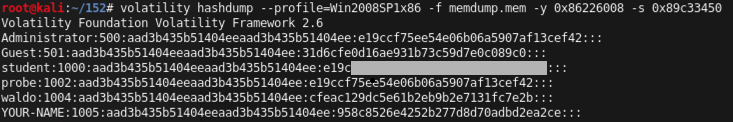 root@kali:~/152# volatility hashdump --profile=Win2008SP1x86 -f memdump.mem -y 0x86226008 -s 0x89c33450
Volatility Foundation Volatility Framework 2.6
Administrator:500:aad3b435b51404eeaad3b435b51404ee:e19ccf75ee54e06b06a5907af13cef42:::
Guest:501:aad3b435b51404eeaad3b435b51404ee:31d6cfe0d16ae931b73c59d7e0c089c0:::
student:1000:aad3b435b51404eeaad3b435b51404ee:e19c :::
probe:1002:aad3b435b51404eeaad3b435b51404ee:e19ccf75ee54e06b06a5907af13cef42:::
waldo:1004:aad3b435b51404eeaad3b435b51404ee:cfeac129dc5e61b2eb9b2e7131fc7e2b:::
YOUR-NAME:1005:aad3b435b51404eeaad3b435b51404ee:958c8526e4252b277d8d70adbd2ea2ce:::